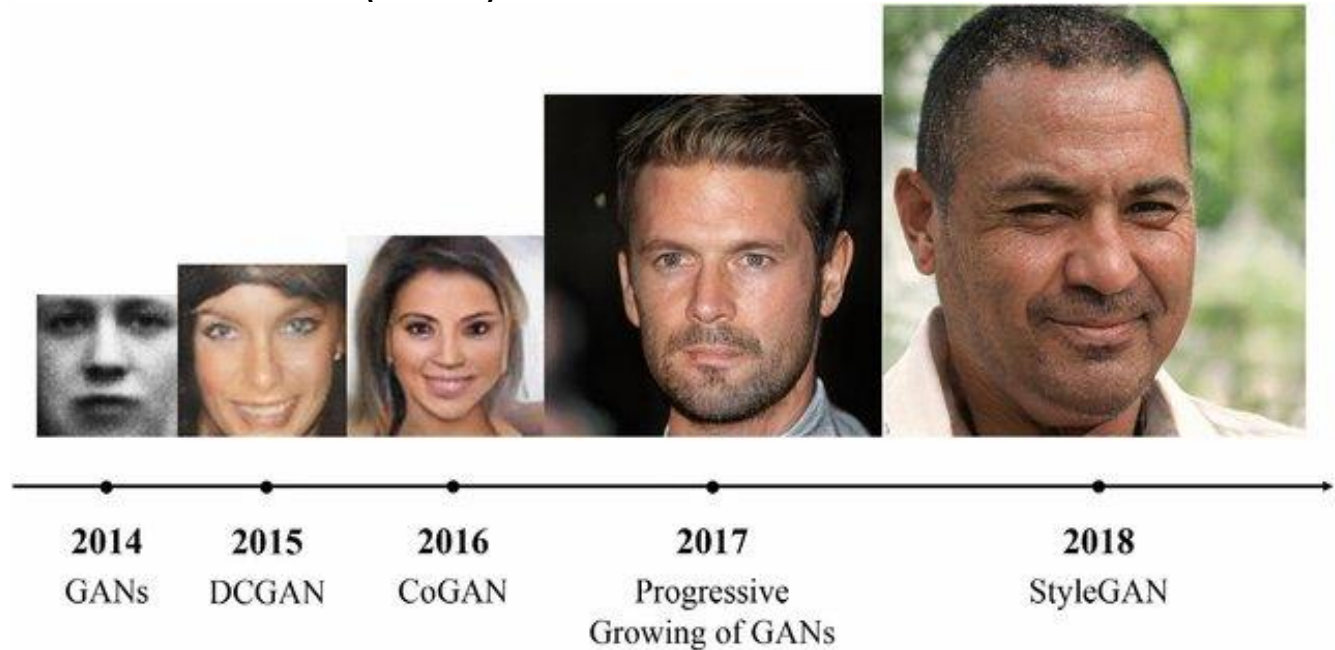 2014 2015 2016 2017 2018
GANs DCGAN CoGAN Progressive StyleGAN
Growing of GANs